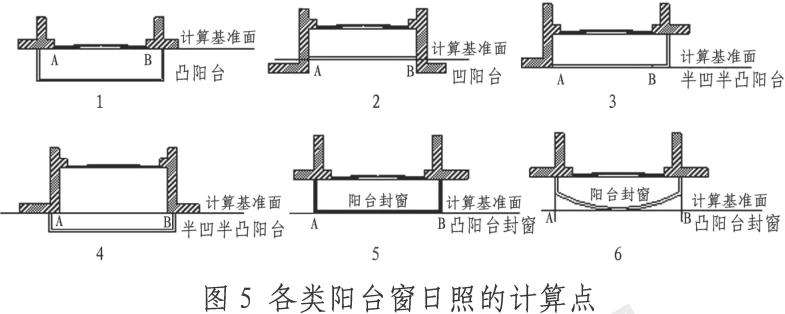 计算基准面
A B
凸阳台
1
计算基准面
A B
凹阳台
2
计算基准面
A B
半凹半凸阳台
3
计算基准面
A B
半凹半凸阳台
4
阳台封窗
计算基准面
A B
凸阳台封窗
5
阳台封窗
计算基准面
A B
凸阳台封窗
6
图 5 各类阳台窗日照的计算点